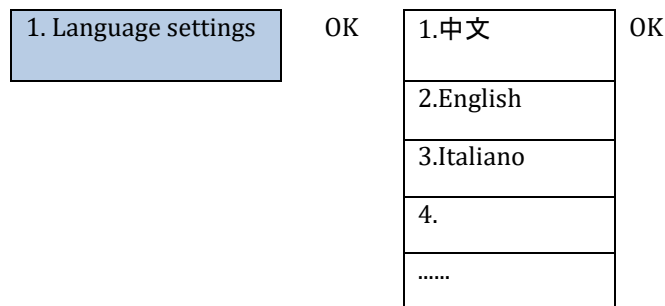 1. Language settings OK 1.中文 OK
2.English
3.Italiano
4.
......